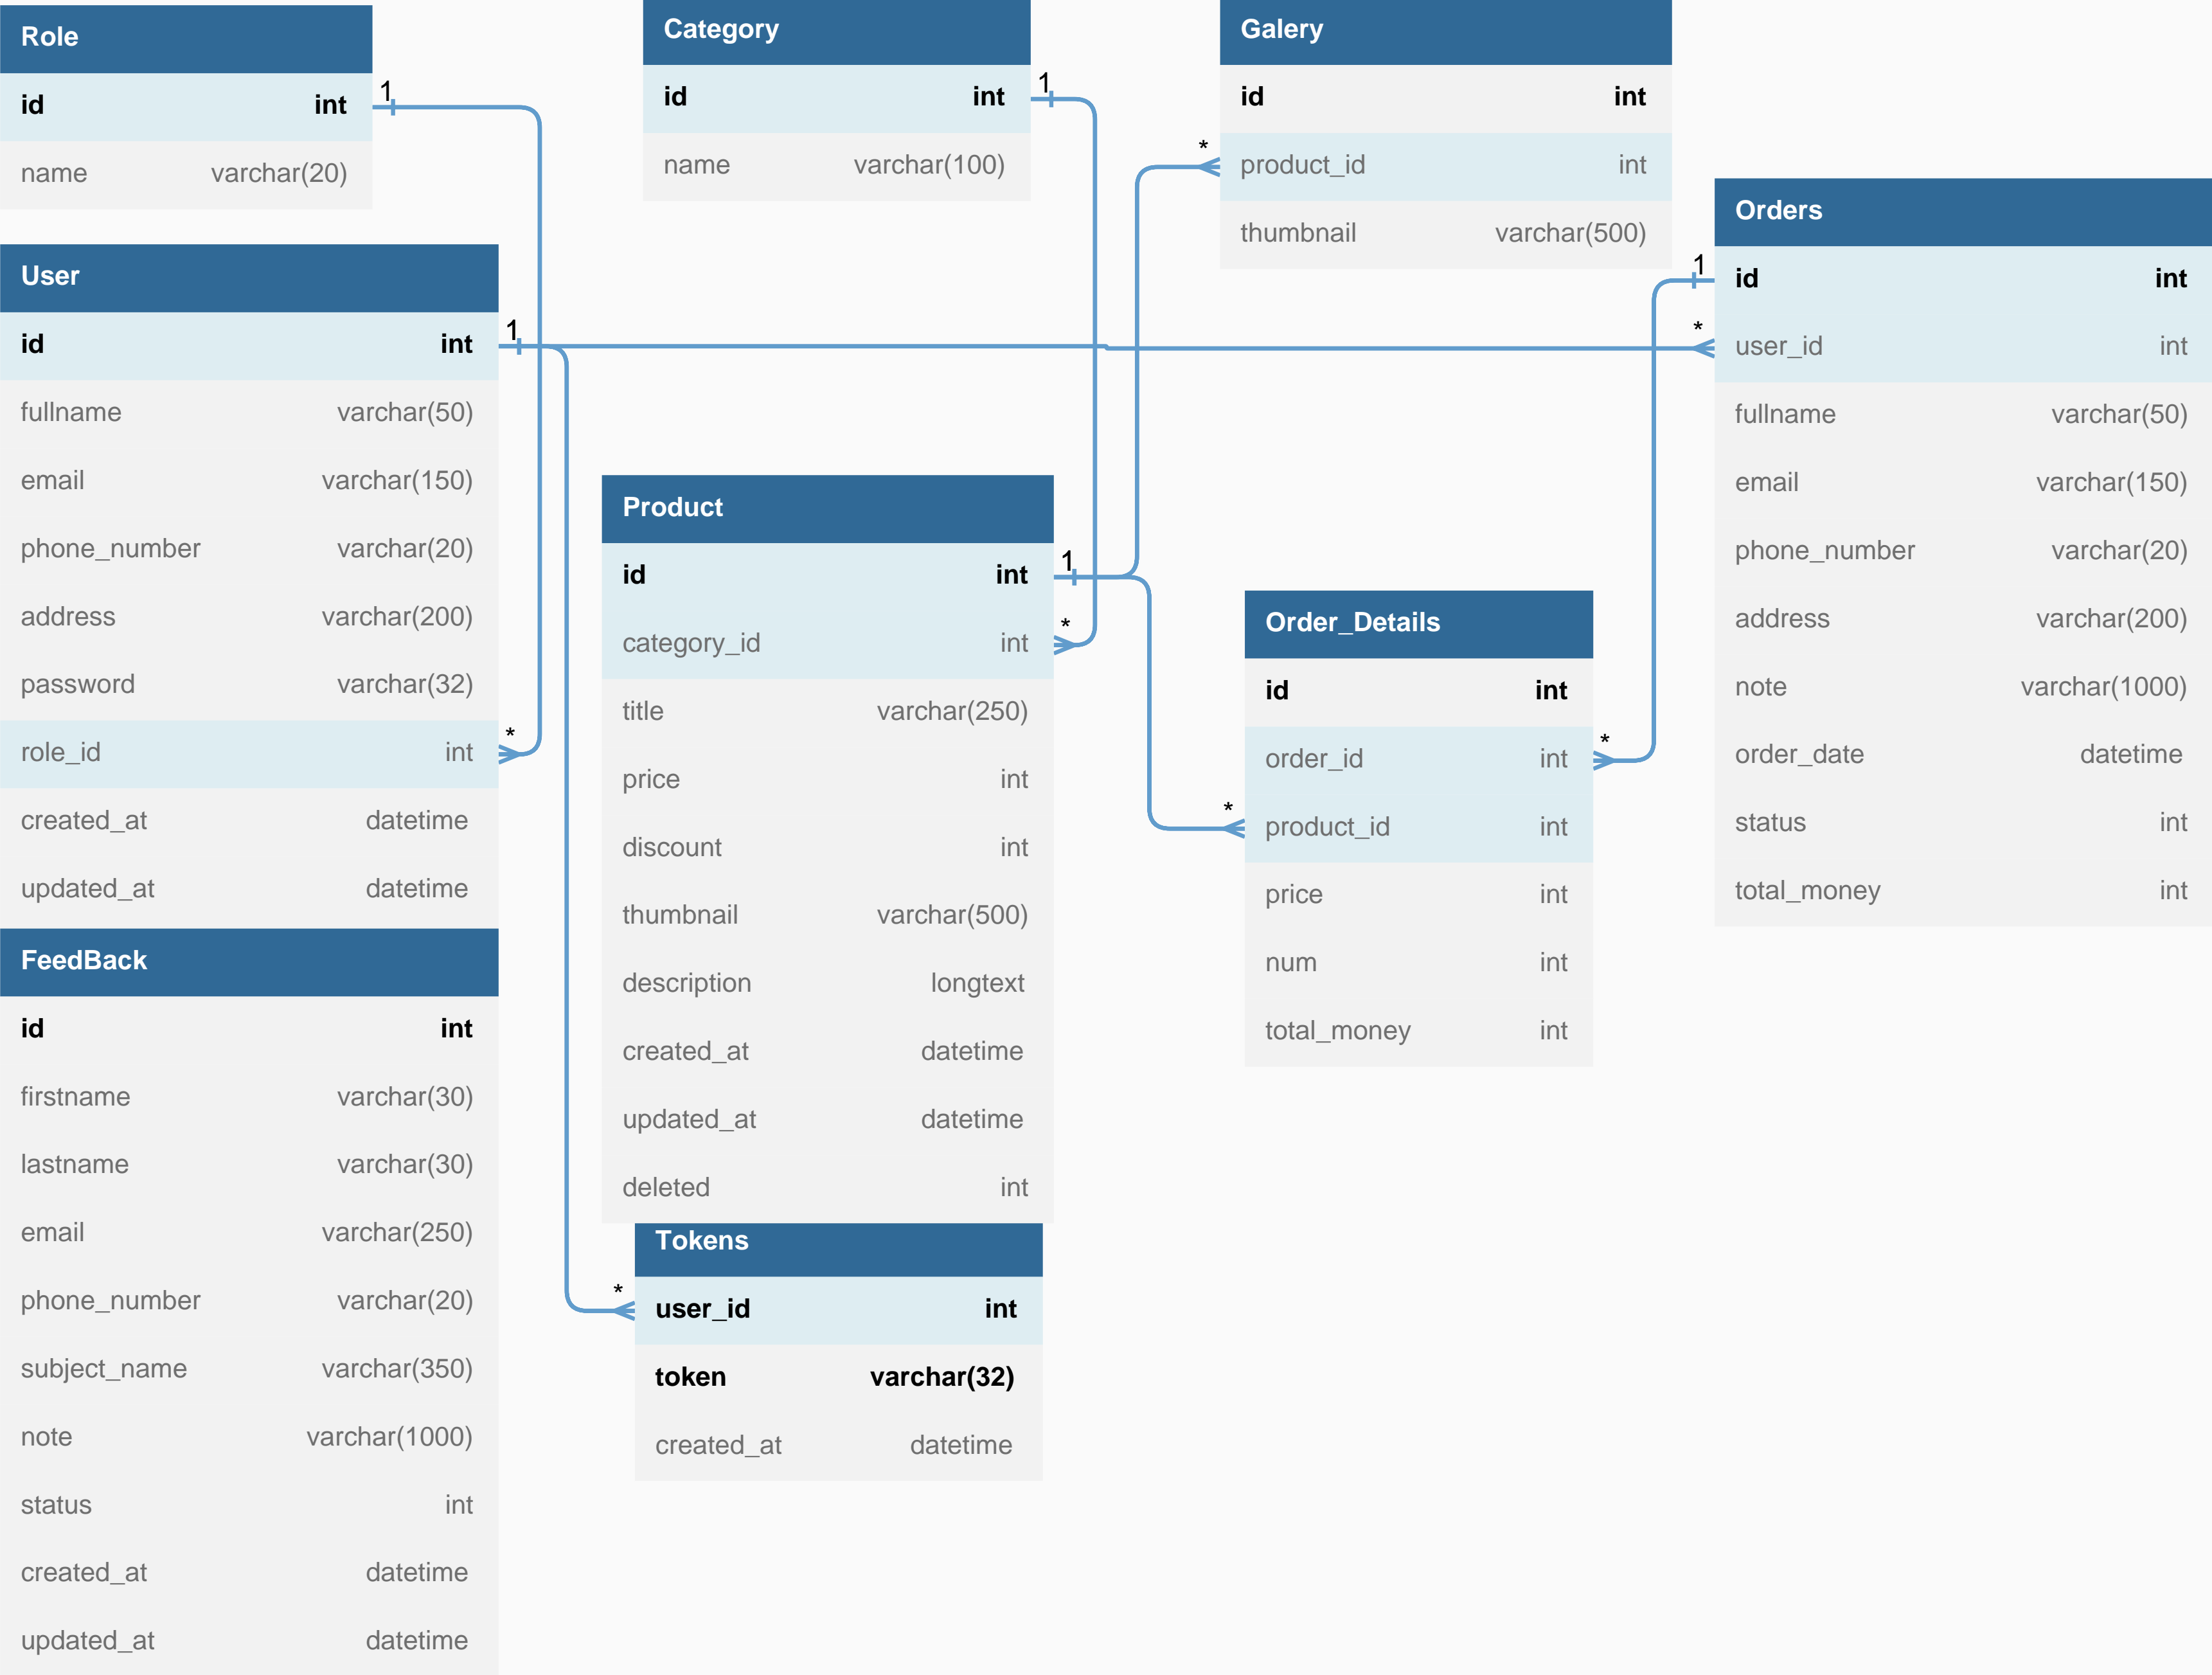 Role
id int
name varchar(20)
1
User
id int
fullname varchar(50)
email varchar(150)
phone_number varchar(20)
address varchar(200)
password varchar(32)
role_id int
created_at datetime
updated_at datetime
1
*
FeedBack
id int
firstname varchar(30)
lastname varchar(30)
email varchar(250)
phone_number varchar(20)
subject_name varchar(350)
note varchar(1000)
status int
created_at datetime
updated_at datetime
Category
id int
name varchar(100)
1
Product
id int
category_id int
title varchar(250)
price int
discount int
thumbnail varchar(500)
description longtext
created_at datetime
updated_at datetime
deleted int
1
*
Tokens
user_id int
token varchar(32)
created_at datetime
*
Galery
id int
product_id int
thumbnail varchar(500)
*
Order_Details
id int
order_id int
product_id int
price int
num int
total_money int
*
*
Orders
id int
user_id int
fullname varchar(50)
email varchar(150)
phone_number varchar(20)
address varchar(200)
note varchar(1000)
order_date datetime
status int
total_money int
1
*